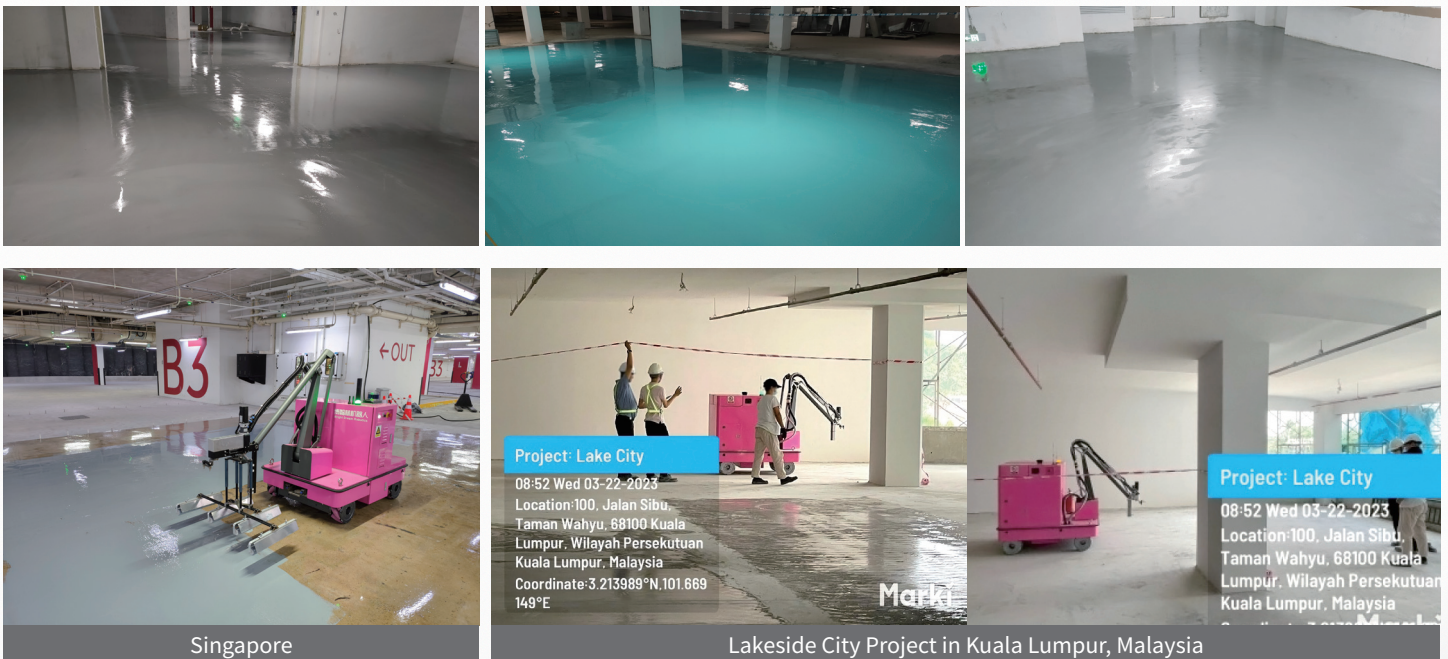 B3
←OUT
B3
Project: Lake City
08:52 Wed 03-22-2023
Location:100, Jalan Sibu,
Taman Wahyu, 68100 Kuala
Lumpur, Wilayah Persekutuan
Kuala Lumpur, Malaysia
Coordinate:3.213989°N,101.669
149°E
Marki
Project: Lake City
08:52 Wed 03-22-2023
Location:100, Jalan Sibu,
Taman Wahyu, 68100 Kuala
Lumpur, Wilayah Persekutuan
Kuala Lumpur, Malaysia
Marki
Singapore
Lakeside City Project in Kuala Lumpur, Malaysia